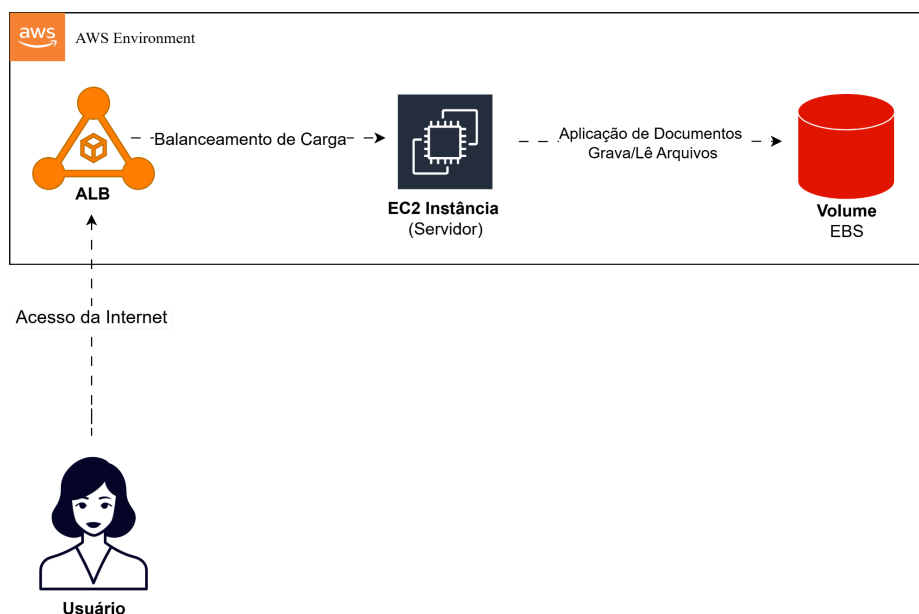 aws
AWS Environment
Balanceamento de Carga
Aplicação de Documentos
Grava/Lê Arquivos
ALB
EC2 Instância
(Servidor)
Volume
EBS
Acesso da Internet
Usuário